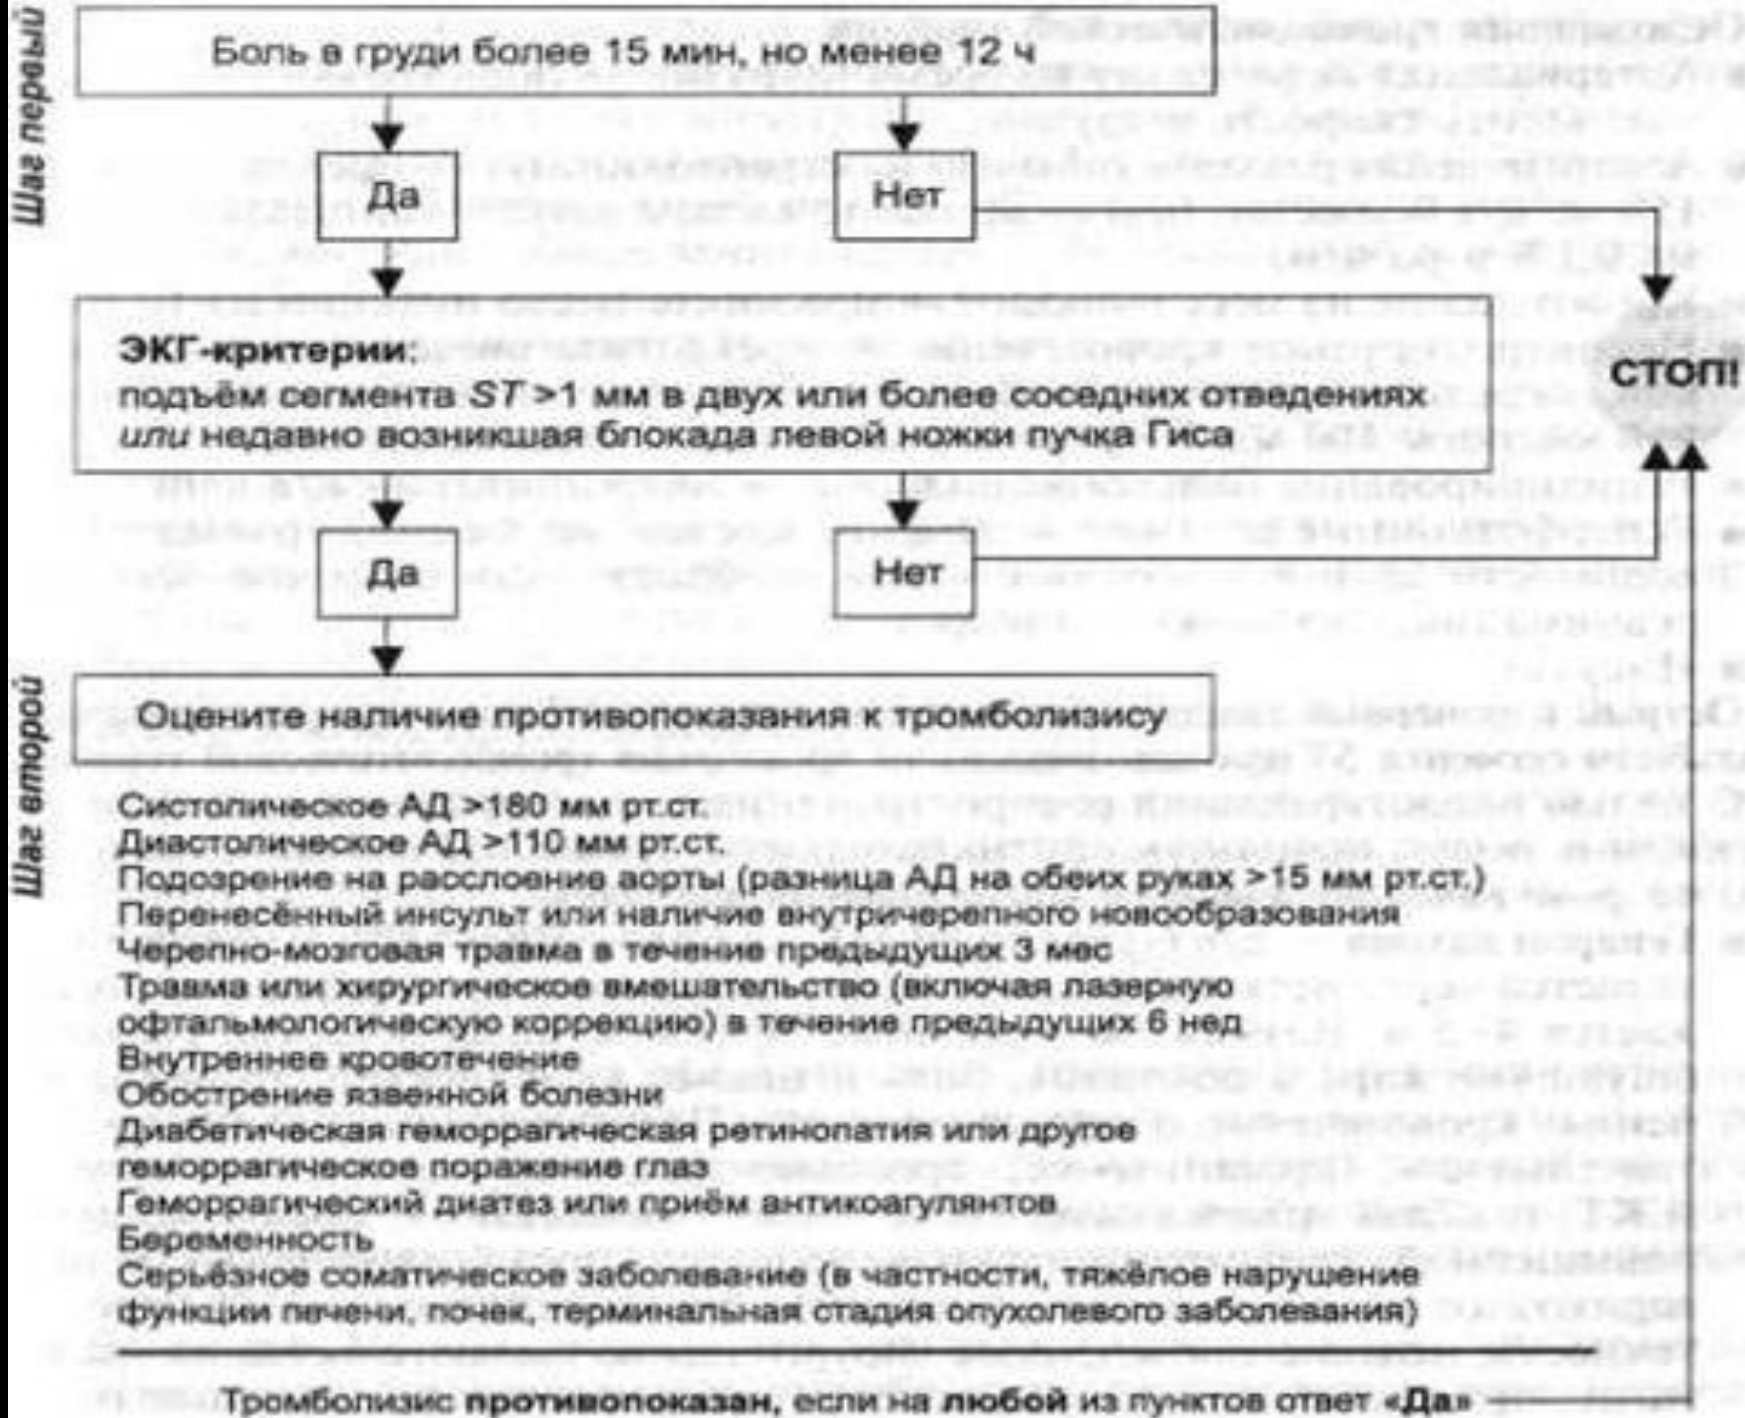 Шаг первый
Боль в груди более 15 мин, но менее 12 ч
Да
Нет
ЭКГ-критерии:
подъём сегмента ST >1 мм в двух или более соседних отведениях
или недавно возникшая блокада левой ножки пучка Гиса
СТОП!
Да
Нет
Шаг второй
Оцените наличие противопоказания к тромболизису
Систолическое АД >180 мм рт.ст.
Диастолическое АД >110 мм рт.ст.
Подозрение на расслоение аорты (разница АД на обеих руках >15 мм рт.ст.)
Перенесённый инсульт или наличие внутричерепного новообразования
Черепно-мозговая травма в течение предыдущих 3 мес
Травма или хирургическое вмешательство (включая лазерную
офтальмологическую коррекцию) в течение предыдущих 6 нед
Внутреннее кровотечение
Обострение язвенной болезни
Диабетическая геморрагическая ретинопатия или другое
геморрагическое поражение глаз
Геморрагический диатез или приём антикоагулянтов
Беременность
Серьёзное соматическое заболевание (в частности, тяжёлое нарушение
функции печени, почек, терминальная стадия опухолевого заболевания)
Тромболизис противопоказан, если на любой из пунктов ответ «Да»